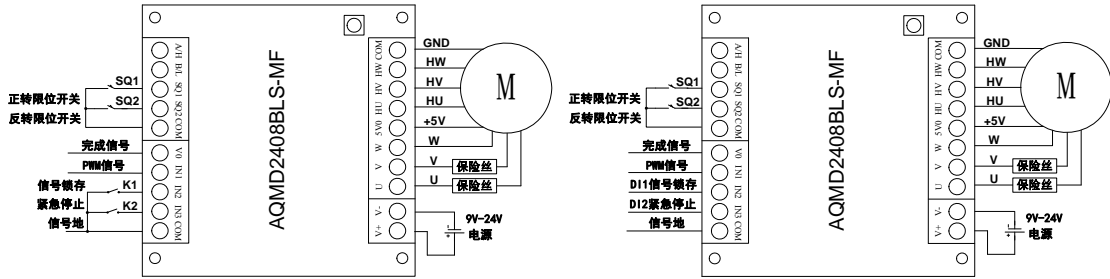 A/H
B/L
SQ1
SQ2
COM
SQ1
正转限位开关
SQ2
反转限位开关
V0
IN1
IN2
IN3
COM
完成信号
PWM信号
信号锁存
K1
紧急停止
K2
信号地
AQMD2408BLS-MF
MCO
HW
HV
HU
5V0
W
V
U
V-
V+
GND
HW
HV
HU
+5V
W
V
保险丝
U
保险丝
M
9V-24V
电源
A/H
B/L
SQ1
SQ2
COM
SQ1
正转限位开关
SQ2
反转限位开关
V0
IN1
IN2
IN3
COM
完成信号
PWM信号
DI1信号锁存
DI2紧急停止
信号地
AQMD2408BLS-MF
MCO
HW
HV
HU
5V0
W
V
U
V-
V+
GND
HW
HV
HU
+5V
W
V
保险丝
U
保险丝
M
9V-24V
电源